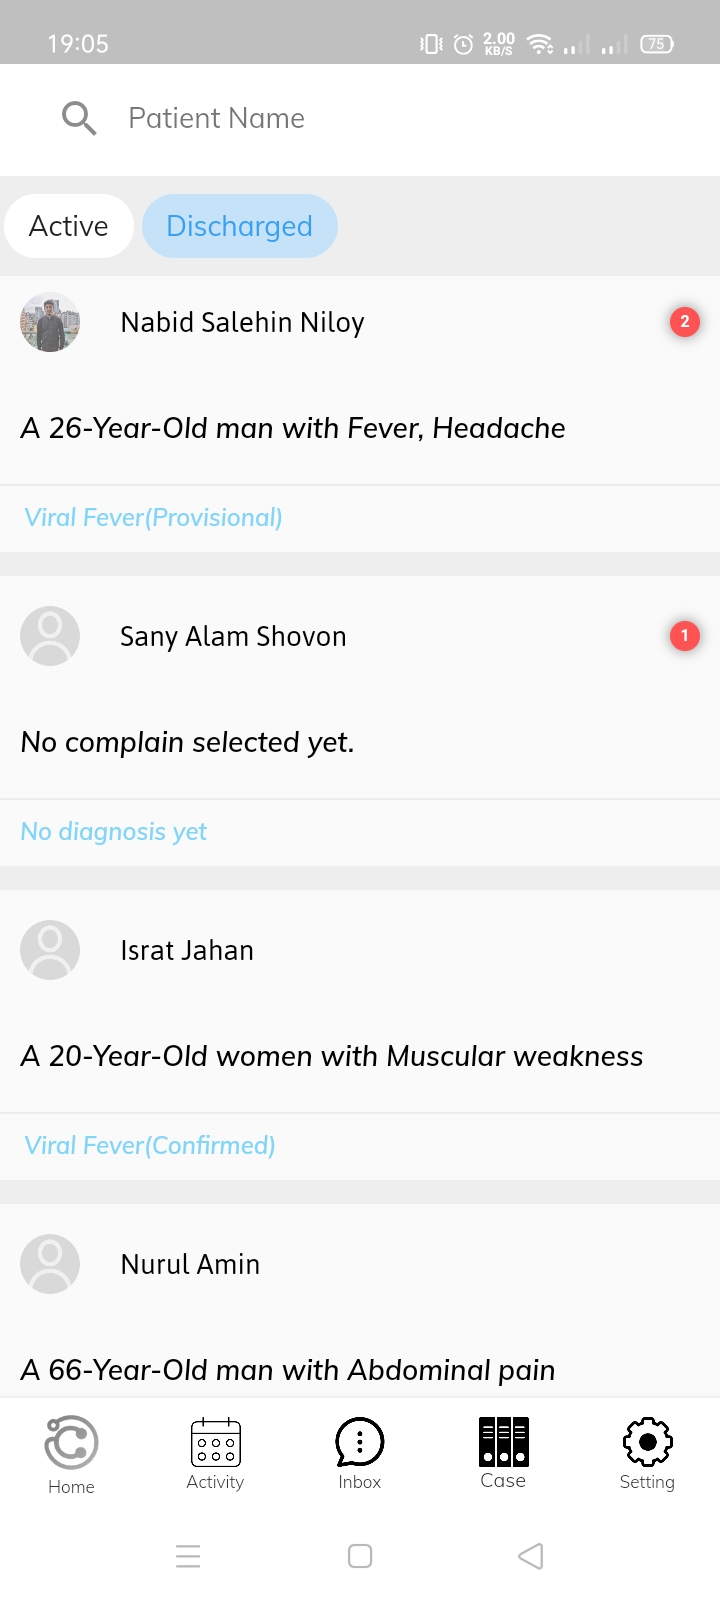 19:05
2.00
KB/S
75
Patient Name
Active Discharged
Nabid Salehin Niloy 2
A 26-Year-Old man with Fever, Headache
Viral Fever(Provisional)
Sany Alam Shovon 1
No complain selected yet.
No diagnosis yet
Israt Jahan
A 20-Year-Old women with Muscular weakness
Viral Fever(Confirmed)
Nurul Amin
A 66-Year-Old man with Abdominal pain
Home Activity Inbox Case Setting